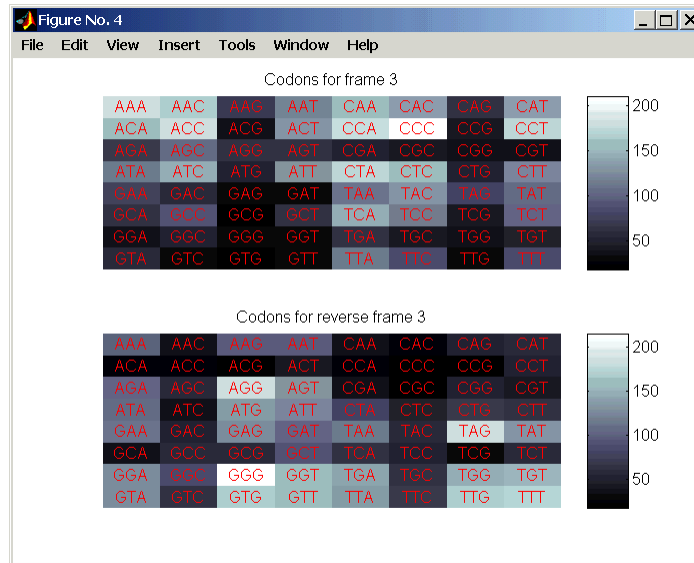 Figure No. 4
File Edit View Insert Tools Window Help
Codons for frame 3
AAA AAC AAG AAT CAA CAC CAG CAT
ACA ACC ACG ACT CCA CCC CCG CCT
AGA AGC AGG AGT CGA CGC CGG CGT
ATA ATC ATG ATT CTA CTC CTG CTT
GAA GAC GAG GAT TAA TAC TAG TAT
GCA GCC GCG GCT TCA TCC TCG TCT
GGA GGC GGG GGT TGA TGC TGG TGT
GTA GTC GTG GTT TTA TTC TTG TTT
200
150
100
50
Codons for reverse frame 3
AAA AAC AAG AAT CAA CAC CAG CAT
ACA ACC ACG ACT CCA CCC CCG CCT
AGA AGC AGG AGT CGA CGC CGG CGT
ATA ATC ATG ATT CTA CTC CTG CTT
GAA GAC GAG GAT TAA TAC TAG TAT
GCA GCC GCG GCT TCA TCC TCG TCT
GGA GGC GGG GGT TGA TGC TGG TGT
GTA GTC GTG GTT TTA TTC TTG TTT
200
150
100
50